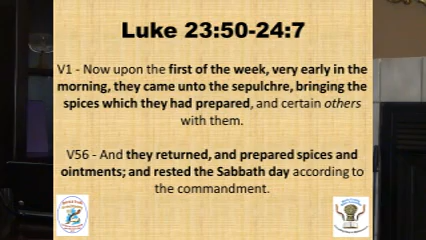 Luke 23:50-24:7
V1 - Now upon the first of the week, very early in the
morning, they came unto the sepulchre, bringing the
spices which they had prepared, and certain others
with them.
V56 - And they returned, and prepared spices and
ointments; and rested the Sabbath day according to
the commandment.